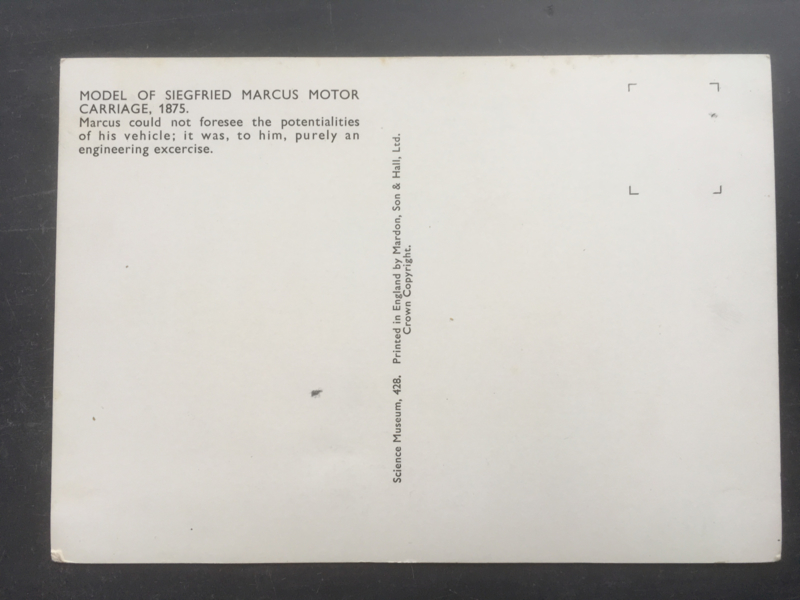 MODEL OF SIEGFRIED MARCUS MOTOR
CARRIAGE, 1875.
Marcus could not foresee the potentialities
of his vehicle; it was, to him, purely an
engineering excercise.
Science Museum, 428. Printed in England by Mardon, Son & Hall, Ltd.
Crown Copyright.